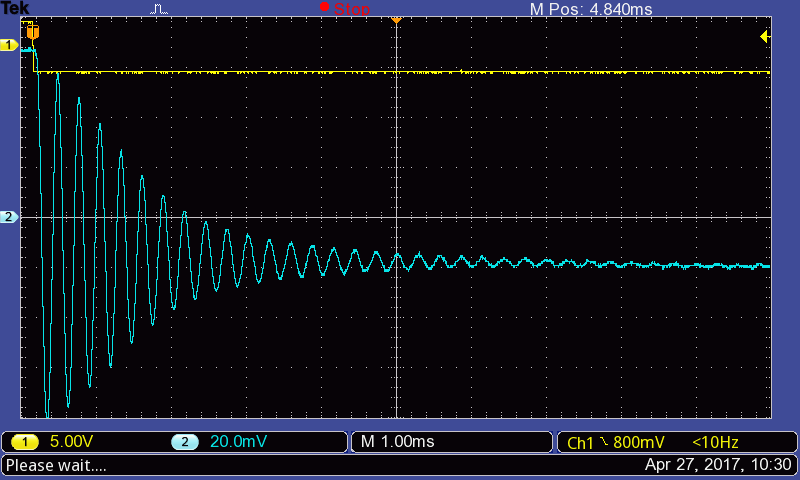 Tek Stop M Pos: 4.840ms
T
1
2
1 5.00V 2 20.0mV M 1.00ms Ch1 800mV <10Hz
Please wait.... Apr 27, 2017, 10:30